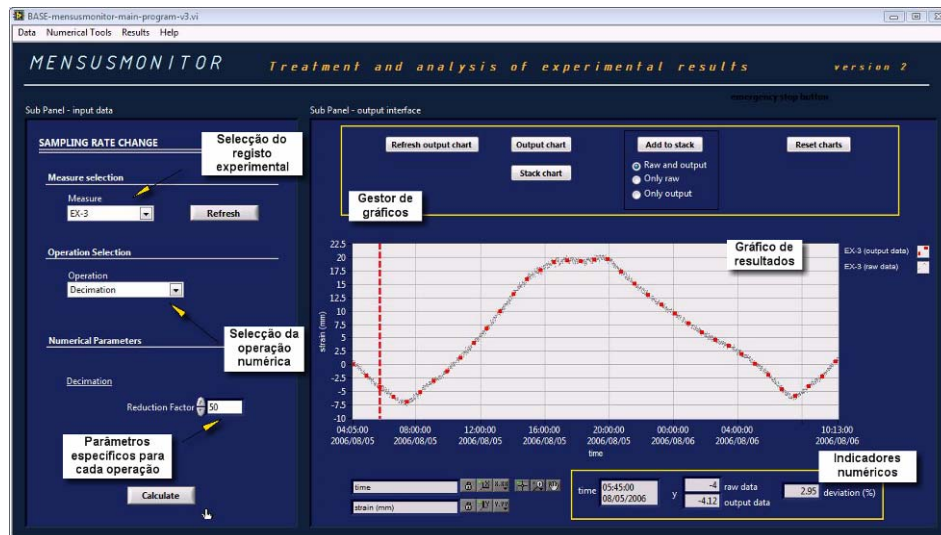 BASE-mensusmonitor-main-program-v3.vi
Data Numerical Tools Results Help
MENSUSMONITOR
Treatment and analysis of experimental results
version 2
emergency stop button
Sub Panel - input data
SAMPLING RATE CHANGE
Selecção do
registo
experimental
Measure selection
Measure
EX-3
Refresh
Operation Selection
Operation
Decimation
Selecção da
operação
numérica
Numerical Parameters
Decimation
Reduction Factor 50
Parâmetros
específicos para
cada operação
Calculate
Sub Panel - output interface
Refresh output chart
Output chart
Add to stack
Reset charts
Stack chart
Raw and output
Only raw
Only output
Gestor de
gráficos
Gráfico de
resultados
EX-3 (output data)
EX-3 (raw data)
22.5
20
17.5
15
12.5
10
7.5
5
2.5
0
-2.5
-5
-7.5
-10
strain (mm)
04:05:00 08:00:00 12:00:00 16:00:00 20:00:00 00:00:00 04:00:00 10:13:00
2006/08/05 2006/08/05 2006/08/05 2006/08/05 2006/08/05 2006/08/06 2006/08/06 2006/08/06
time
Indicadores
numéricos
time
strain (mm)
time 05:45:00
08/05/2006
y
-4 raw data
-4.12 output data
2.95 deviation (%)